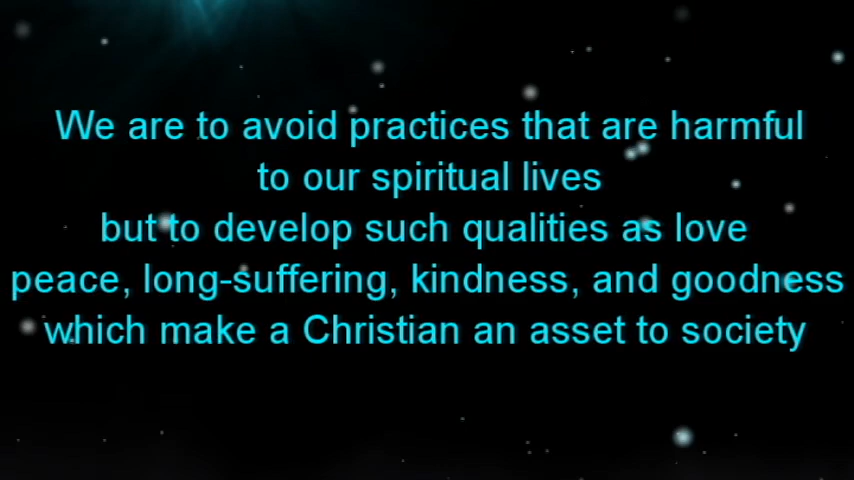 We are to avoid practices that are harmful
to our spiritual lives
but to develop such qualities as love
peace, long-suffering, kindness, and goodness
which make a Christian an asset to society